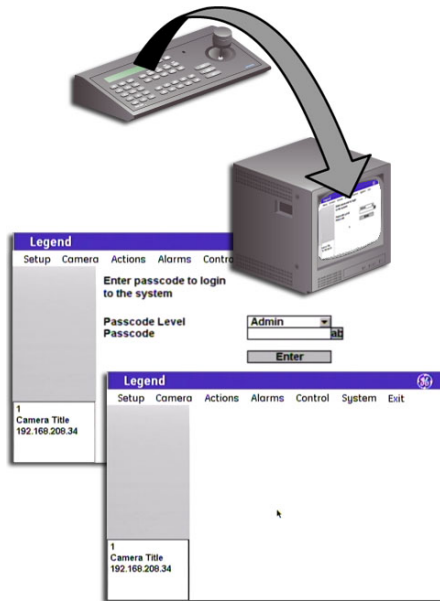 Legend
Setup Camera Actions Alarms Contro
Enter passcode to login
to the system
Passcode Level Admin
Passcode ab
Enter
1
Camera Title
192.168.208.34
Legend
Setup Camera Actions Alarms Control System Exit
1
Camera Title
192.168.208.34